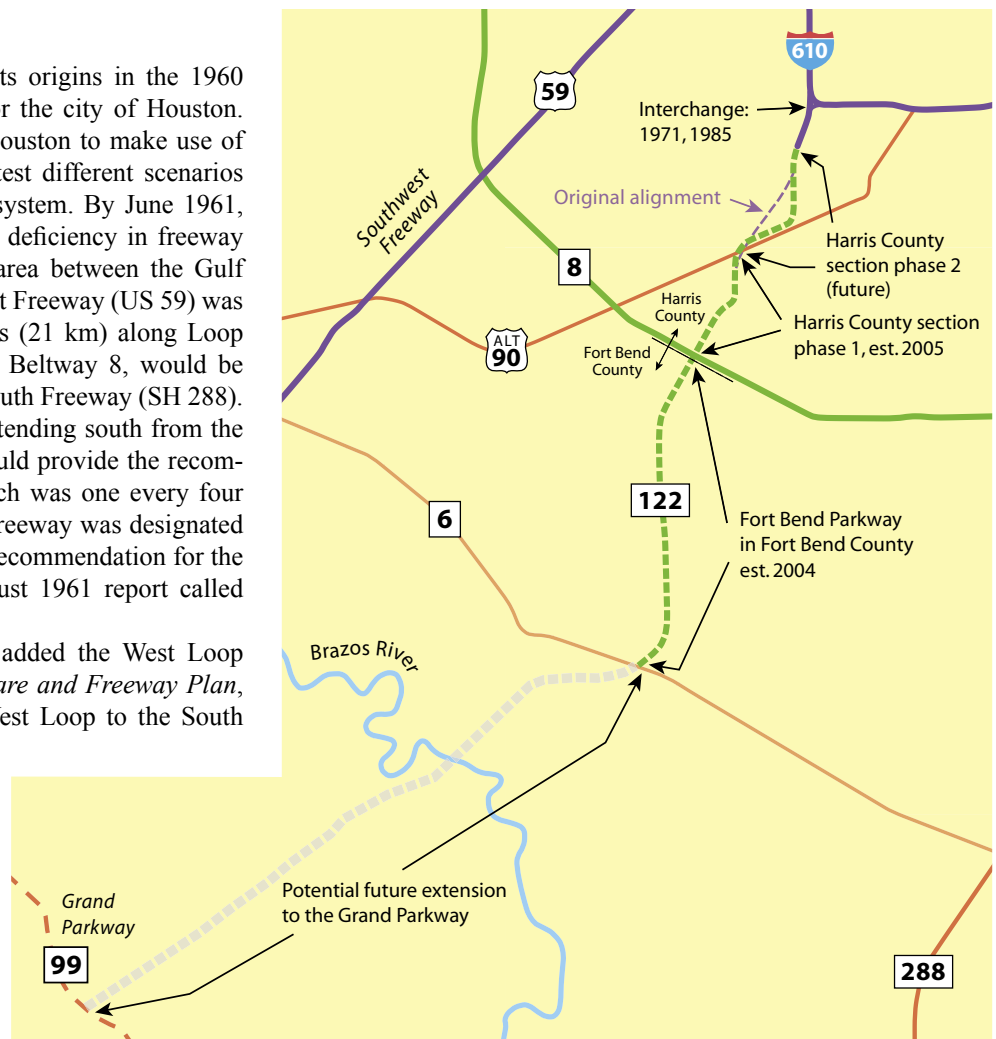 ts origins in the 1960
or the city of Houston.
ouston to make use of
test different scenarios
system. By June 1961,
deficiency in freeway
area between the Gulf
t Freeway (US 59) was
s (21 km) along Loop
Beltway 8, would be
uth Freeway (SH 288).
tending south from the
uld provide the recom-
ch was one every four
reeway was designated
ecommendation for the
ust 1961 report called
added the West Loop
are and Freeway Plan,
Vest Loop to the South
610
59
Interchange:
1971, 1985
Southwest
Freeway
Original alignment
8
Harris County
section phase 2
(future)
Harris
County
Harris County section
phase 1, est. 2005
ALT
90
Fort Bend
County
122
6
Fort Bend Parkway
in Fort Bend County
est. 2004
Brazos River
Potential future extension
to the Grand Parkway
Grand
Parkway
99
288